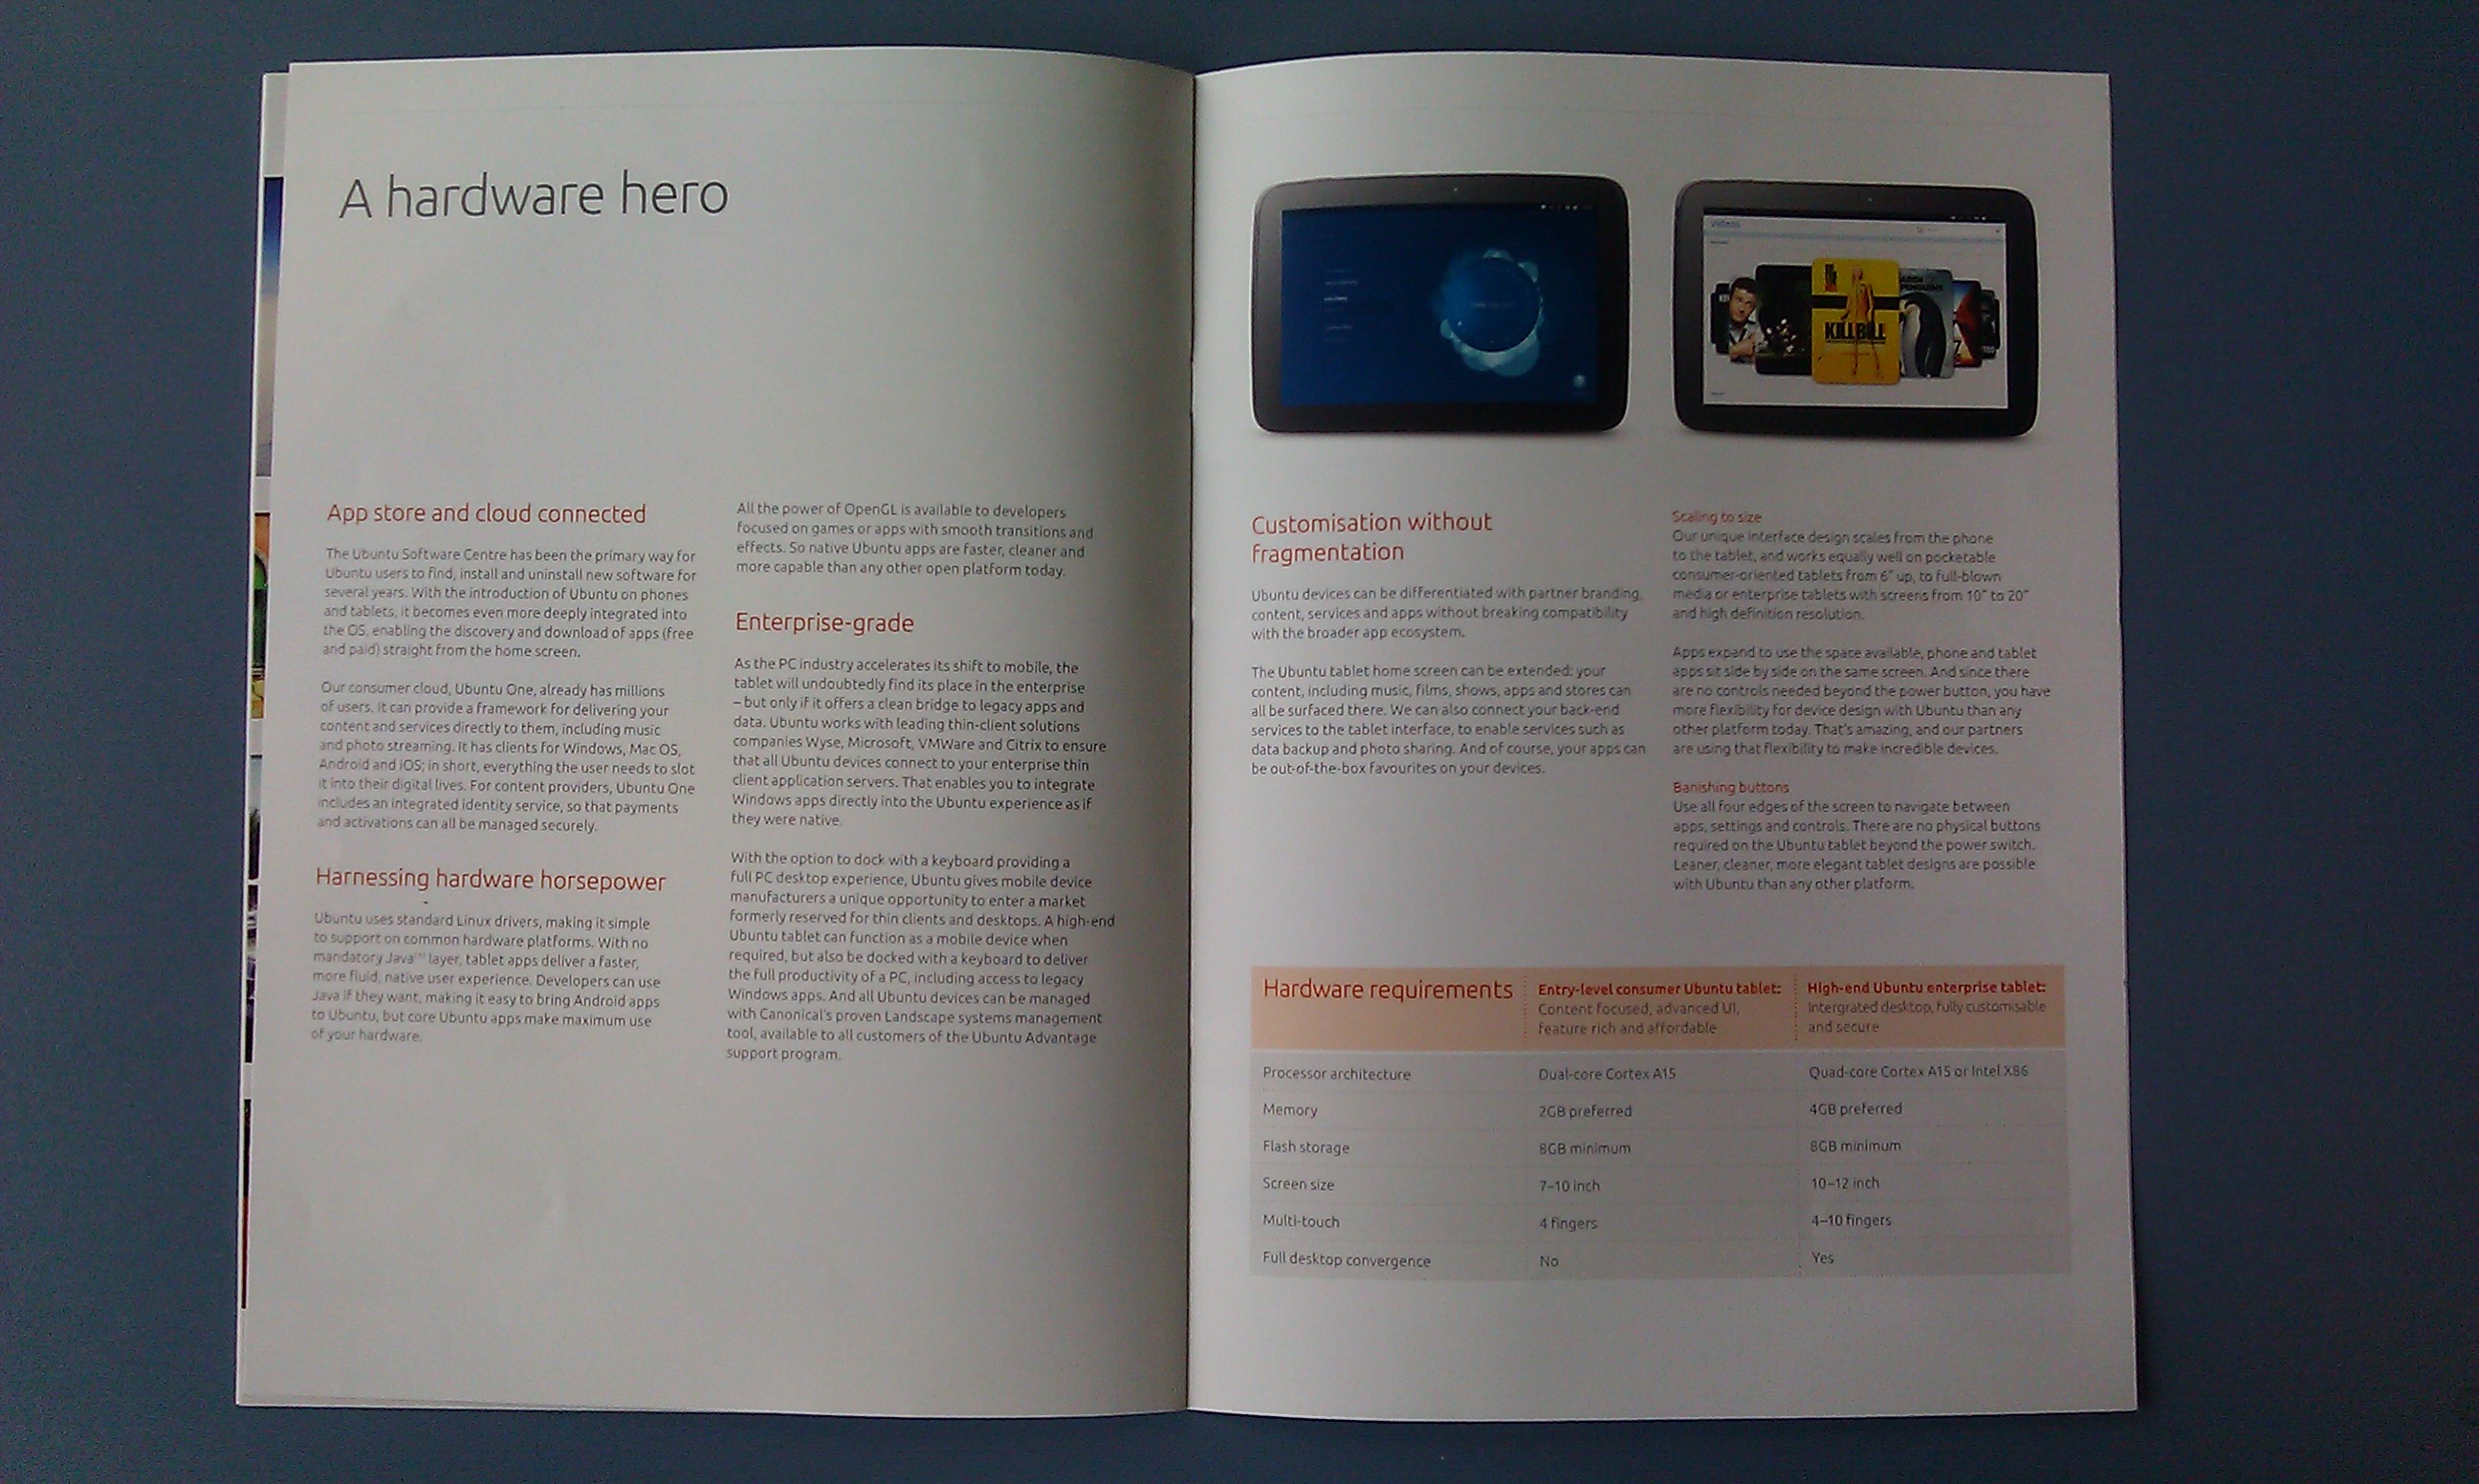 A hardware hero
App store and cloud connected
The Ubuntu Software Centre has been the primary way for
Ubuntu users to find, install and uninstall new software for
several years. With the introduction of Ubuntu on phones
and tablets, it becomes even more deeply integrated into
the OS, enabling the discovery and download of apps (free
and paid) straight from the home screen.
Our consumer cloud, Ubuntu One, already has millions
of users. It can provide a framework for delivering your
content and services directly to them, including music
and photo streaming. It has clients for Windows, Mac OS,
Android and iOS; in short, everything the user needs to slot
it into their digital lives. For content providers, Ubuntu One
includes an integrated identity service, so that payments
and activations can all be managed securely.
Harnessing hardware horsepower
Ubuntu uses standard Linux drivers, making it simple
to support on common hardware platforms. With no
mandatory Java™ layer, tablet apps deliver a faster,
more fluid, native user experience. Developers can use
Java if they want, making it easy to bring Android apps
to Ubuntu, but core Ubuntu apps make maximum use
of your hardware.
All the power of OpenGL is available to developers
focused on games or apps with smooth transitions and
effects. So native Ubuntu apps are faster, cleaner and
more capable than any other open platform today.
Enterprise-grade
As the PC industry accelerates its shift to mobile, the
tablet will undoubtedly find its place in the enterprise
– but only if it offers a clean bridge to legacy apps and
data. Ubuntu works with leading thin-client solutions
companies Wyse, Microsoft, VMWare and Citrix to ensure
that all Ubuntu devices connect to your enterprise thin
client application servers. That enables you to integrate
Windows apps directly into the Ubuntu experience as if
they were native.
With the option to dock with a keyboard providing a
full PC desktop experience, Ubuntu gives mobile device
manufacturers a unique opportunity to enter a market
formerly reserved for thin clients and desktops. A high-end
Ubuntu tablet can function as a mobile device when
required, but also be docked with a keyboard to deliver
the full productivity of a PC, including access to legacy
Windows apps. And all Ubuntu devices can be managed
with Canonical's proven Landscape systems management
tool, available to all customers of the Ubuntu Advantage
support program.
KILL BILL
Customisation without
fragmentation
Ubuntu devices can be differentiated with partner branding,
content, services and apps without breaking compatibility
with the broader app ecosystem.
The Ubuntu tablet home screen can be extended: your
content, including music, films, shows, apps and stores can
all be surfaced there. We can also connect your back-end
services to the tablet interface, to enable services such as
data backup and photo sharing. And of course, your apps can
be out-of-the-box favourites on your devices.
Scaling to size
Our unique interface design scales from the phone
to the tablet, and works equally well on pocketable
consumer-oriented tablets from 6" up, to full-blown
media or enterprise tablets with screens from 10" to 20"
and high definition resolution.
Apps expand to use the space available, phone and tablet
apps sit side by side on the same screen. And since there
are no controls needed beyond the power button, you have
more flexibility for device design with Ubuntu than any
other platform today. That's amazing, and our partners
are using that flexibility to make incredible devices.
Banishing buttons
Use all four edges of the screen to navigate between
apps, settings and controls. There are no physical buttons
required on the Ubuntu tablet beyond the power switch.
Leaner, cleaner, more elegant tablet designs are possible
with Ubuntu than any other platform.
Hardware requirements
Entry-level consumer Ubuntu tablet:
Content focused, advanced UI,
feature rich and affordable
High-end Ubuntu enterprise tablet:
Intergrated desktop, fully customisable
and secure
Processor architecture Dual-core Cortex A15 Quad-core Cortex A15 or Intel X86
Memory 2GB preferred 4GB preferred
Flash storage 8GB minimum 8GB minimum
Screen size 7–10 inch 10–12 inch
Multi-touch 4 fingers 4–10 fingers
Full desktop convergence No Yes